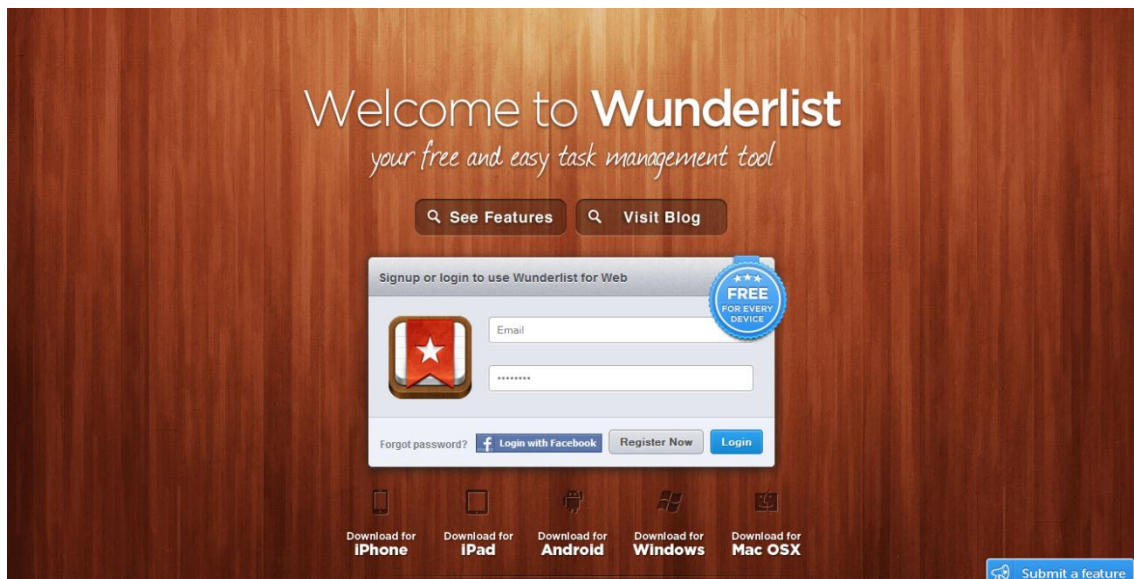 Welcome to Wunderlist
your free and easy task management tool
See Features
Visit Blog
Signup or login to use Wunderlist for Web
FREE
FOR EVERY
DEVICE
Email
••••••••
Forgot password?
f Login with Facebook
Register Now
Login
Download for
iPhone
Download for
iPad
Download for
Android
Download for
Windows
Download for
Mac OSX
Submit a feature